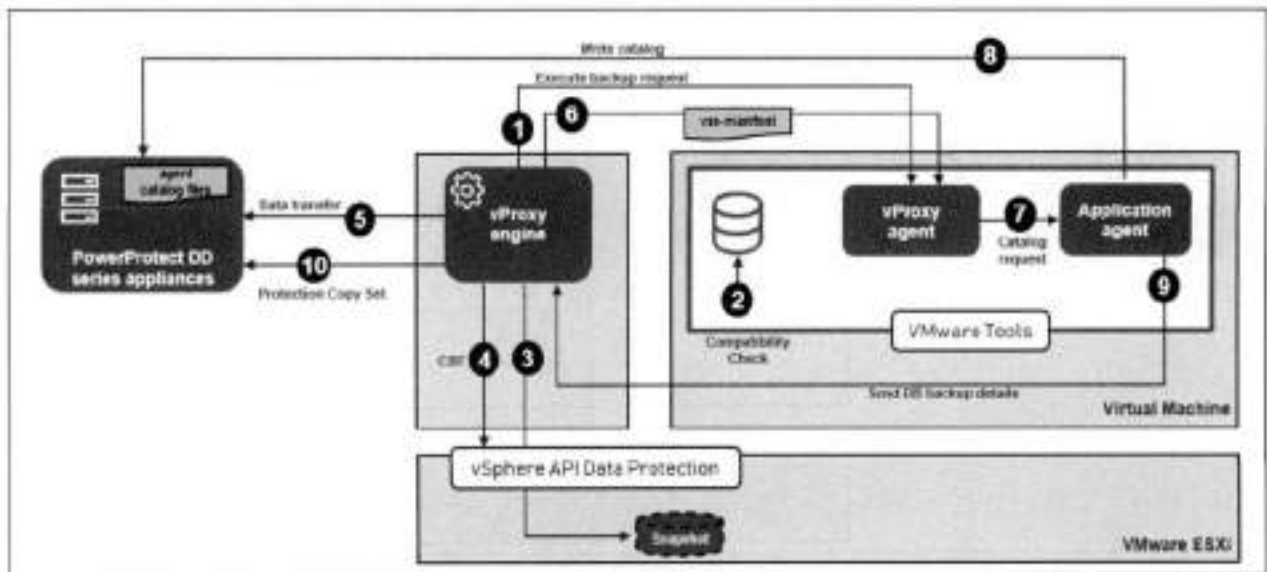 Write catalog
8
Execute backup request
1
6
vss-manifest
agent
catalog files
PowerProtect DD
series appliances
Data transfer
5
10
Protection Copy Set
vProxy
engine
vProxy
agent
7
Catalog
request
Application
agent
2
Compatibility
Check
VMware Tools
9
CBT
4
3
Send DB backup details
Virtual Machine
vSphere API Data Protection
Snapshot
VMware ESXi